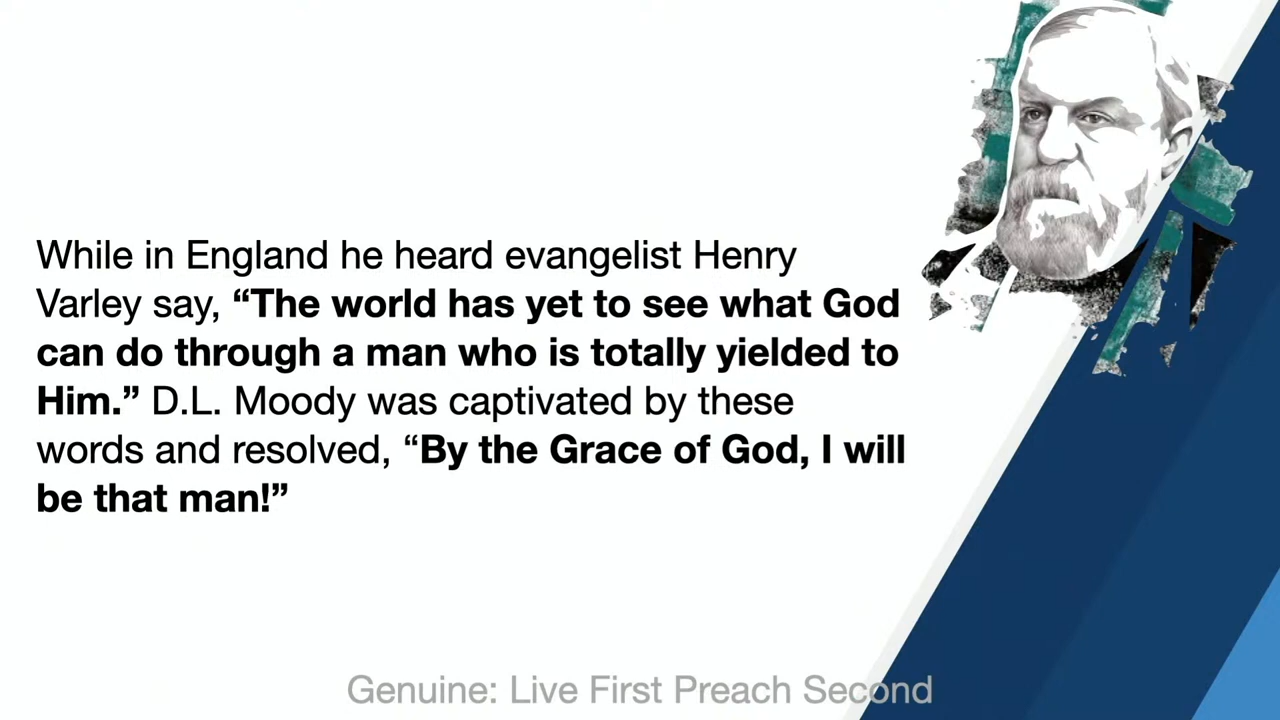 While in England he heard evangelist Henry
Varley say, “The world has yet to see what God
can do through a man who is totally yielded to
Him.” D.L. Moody was captivated by these
words and resolved, “By the Grace of God, I will
be that man!”
Genuine: Live First Preach Second